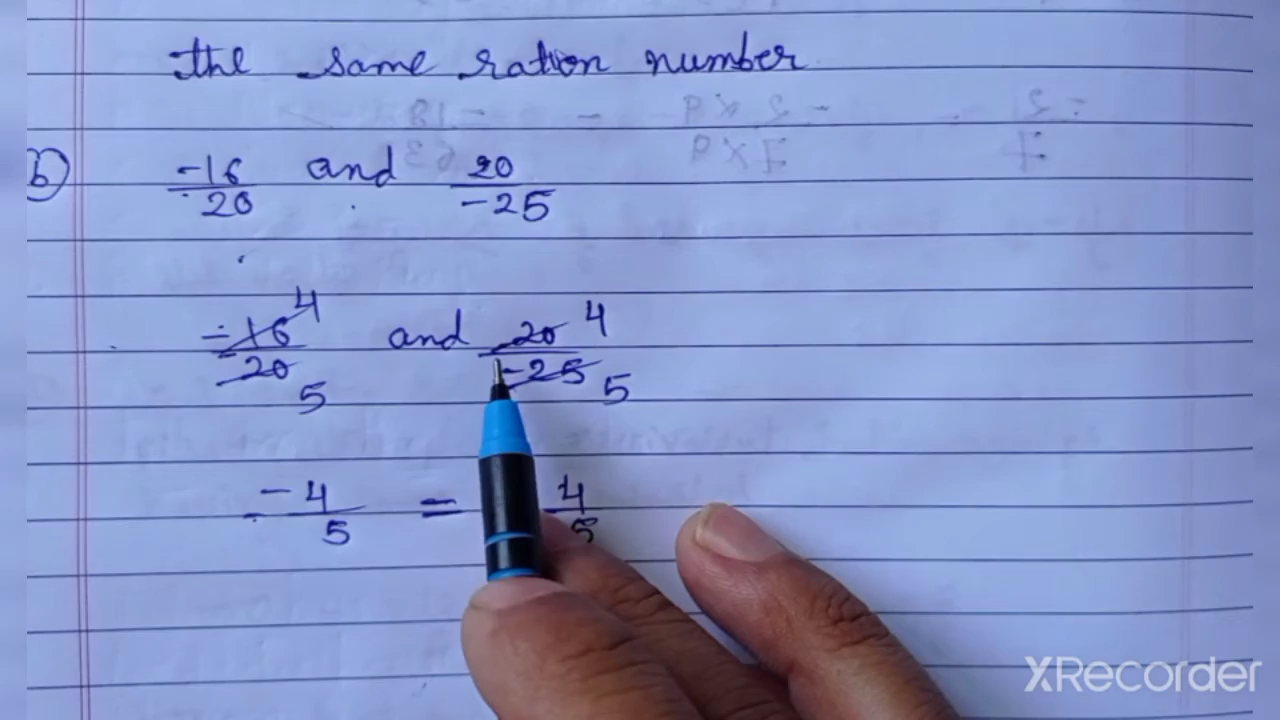 the same ration number
b) -16/20 and 20/-25
-16/20 4/5 and 20/-25 4/5
-4/5 = 4/5
XRecorder